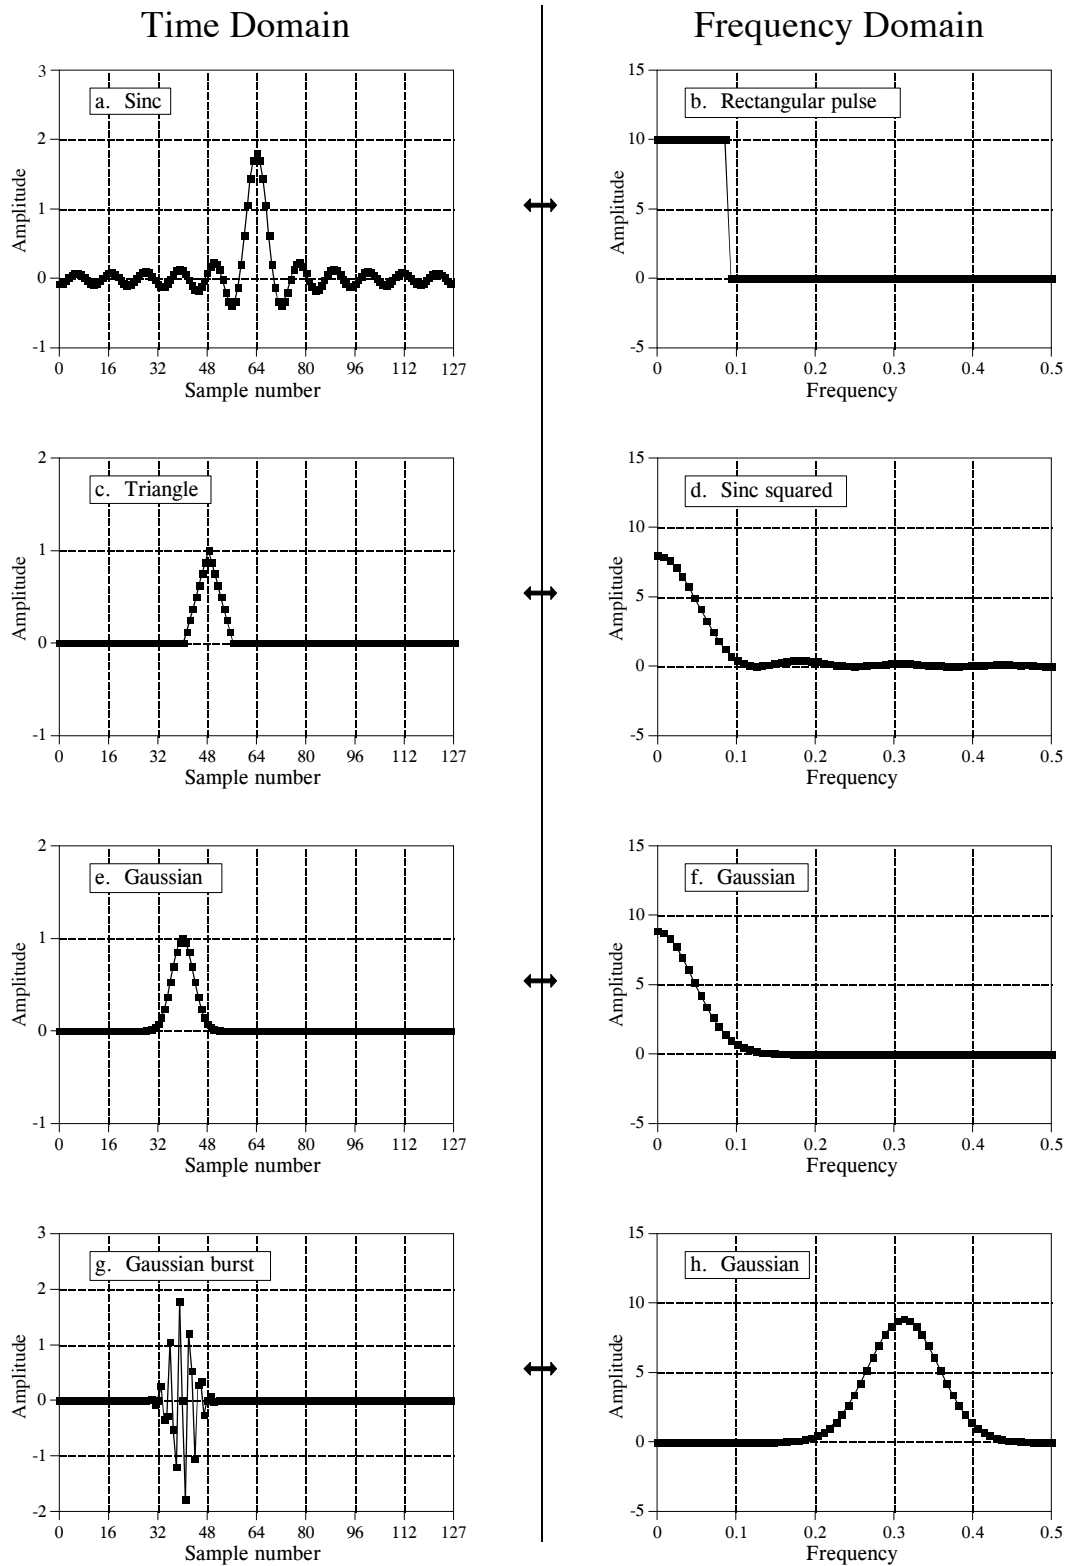 Time Domain
Frequency Domain
3
2
1
0
-1
Amplitude
a. Sinc
0 16 32 48 64 80 96 112 127
Sample number
15
10
5
0
-5
Amplitude
b. Rectangular pulse
0 0.1 0.2 0.3 0.4 0.5
Frequency
2
1
0
-1
Amplitude
c. Triangle
0 16 32 48 64 80 96 112 127
Sample number
15
10
5
0
-5
Amplitude
d. Sinc squared
0 0.1 0.2 0.3 0.4 0.5
Frequency
2
1
0
-1
Amplitude
e. Gaussian
0 16 32 48 64 80 96 112 127
Sample number
15
10
5
0
-5
Amplitude
f. Gaussian
0 0.1 0.2 0.3 0.4 0.5
Frequency
3
2
1
0
-1
-2
Amplitude
g. Gaussian burst
0 16 32 48 64 80 96 112 127
Sample number
15
10
5
0
-5
Amplitude
h. Gaussian
0 0.1 0.2 0.3 0.4 0.5
Frequency